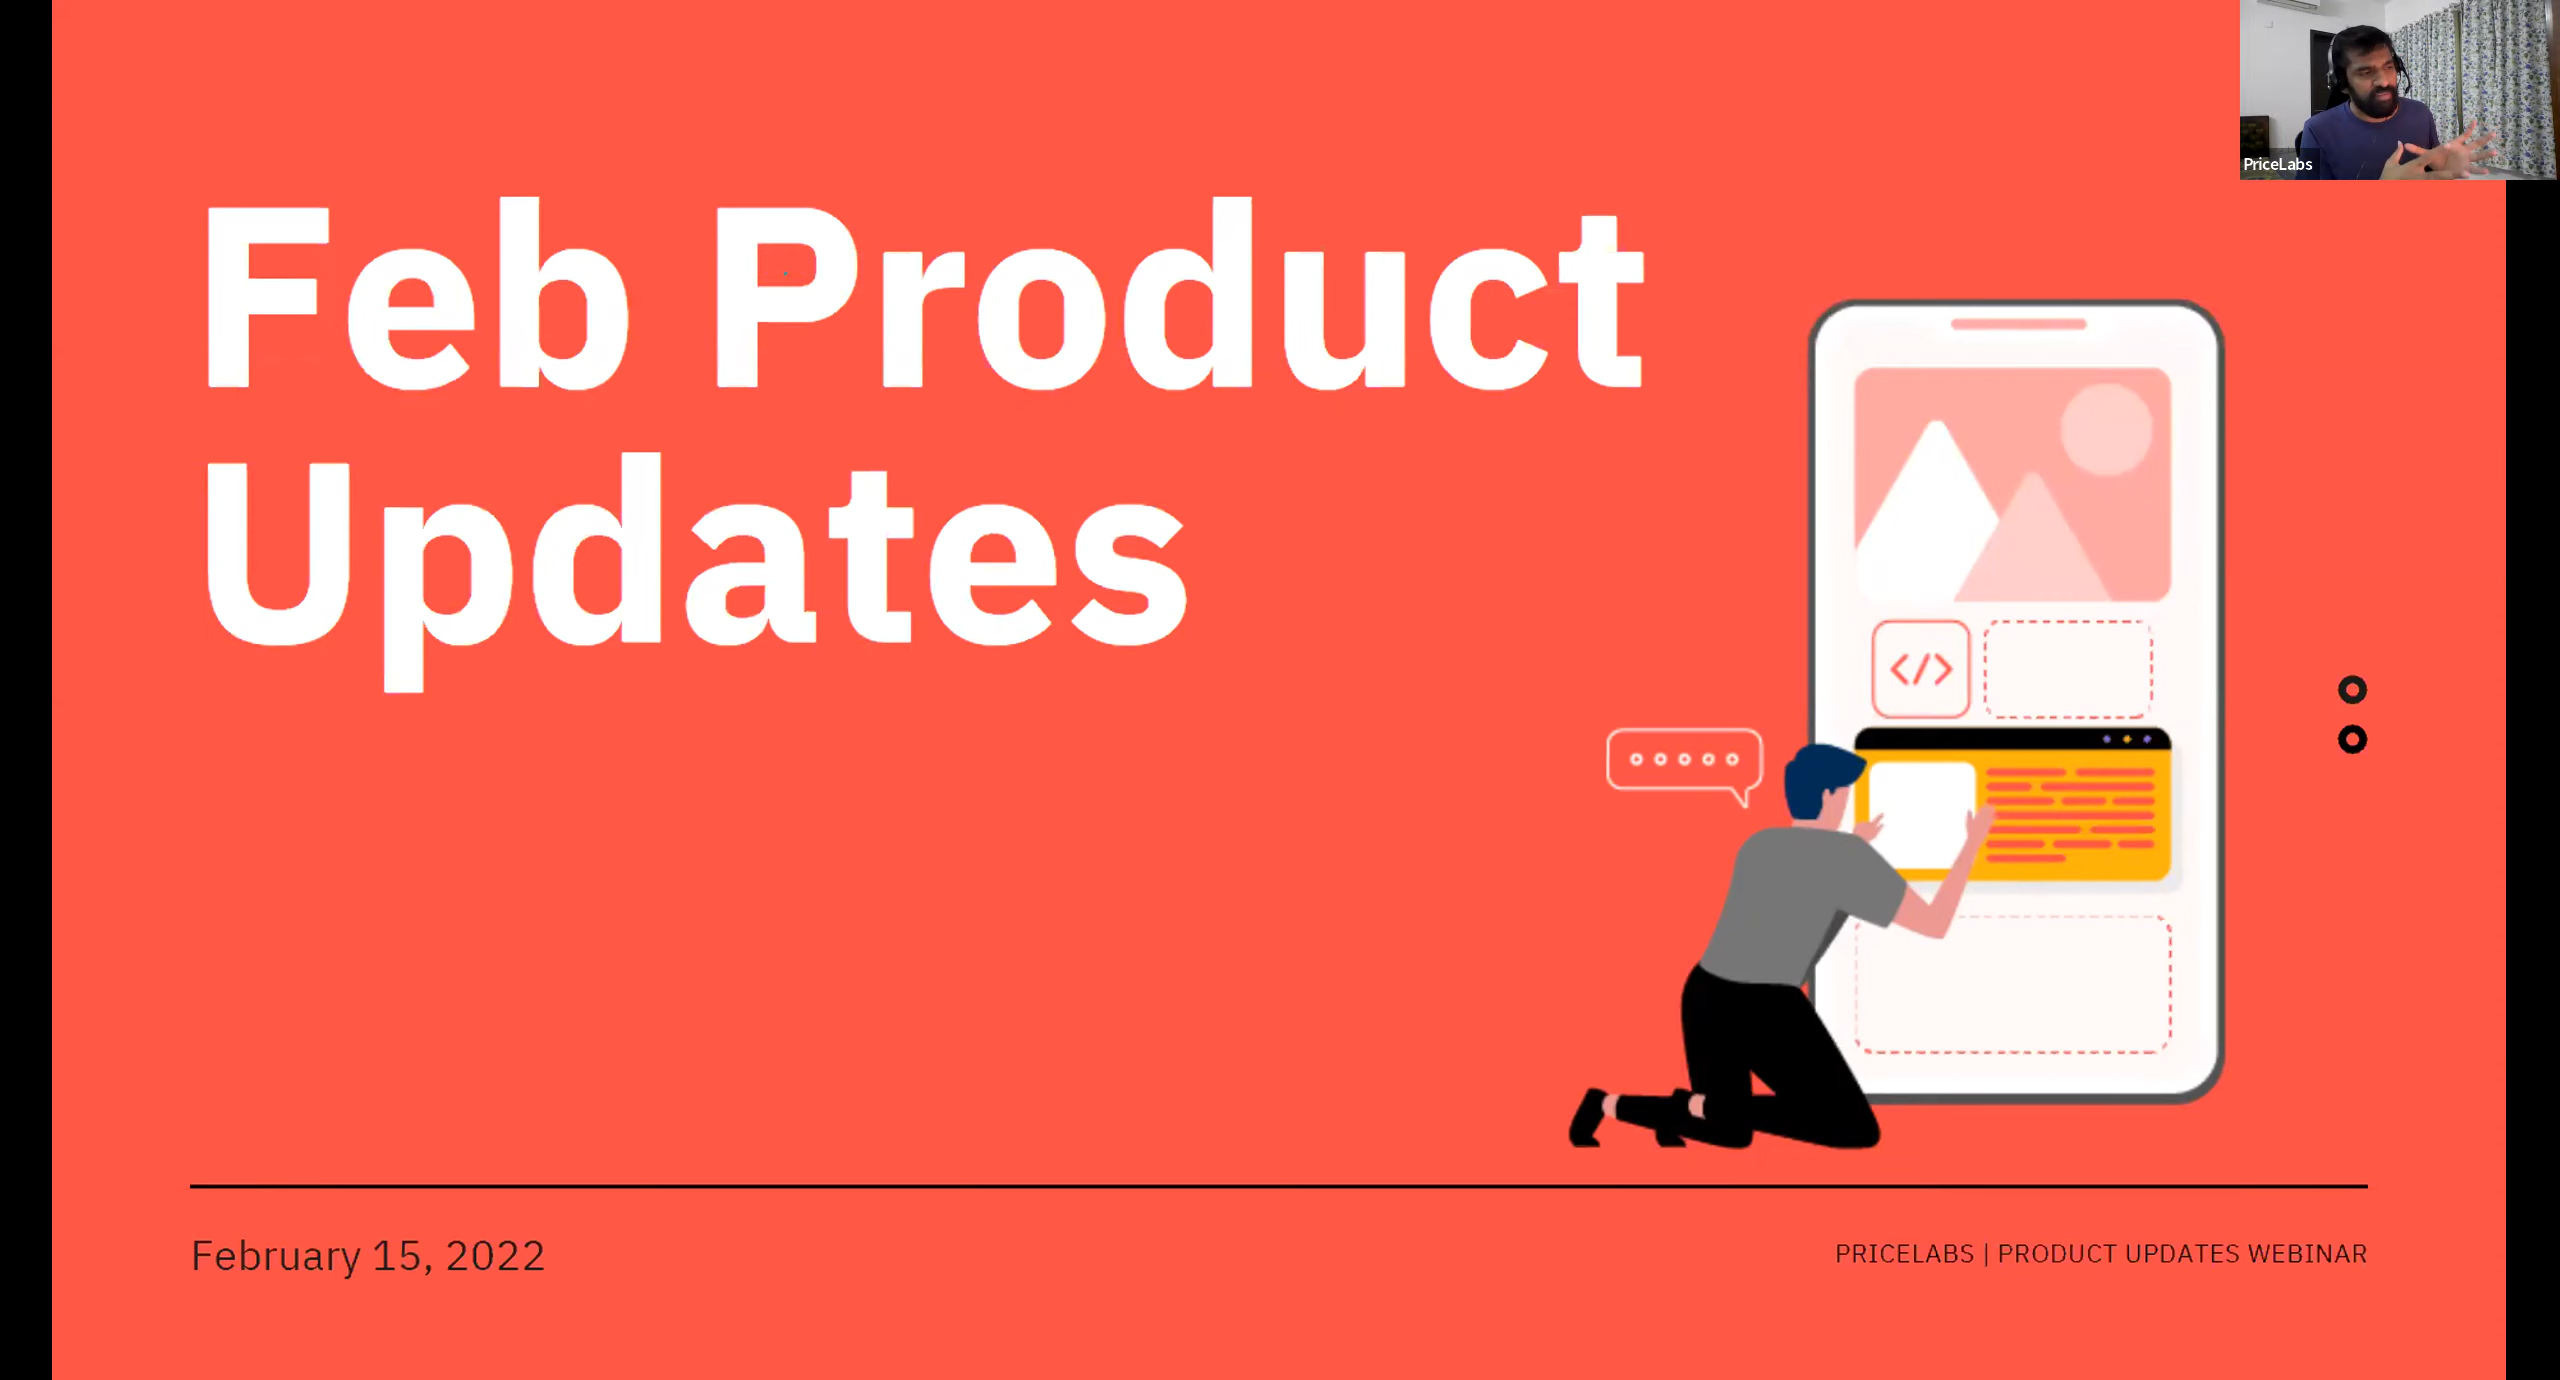 PriceLabs
Feb Product
Updates
</>
February 15, 2022
PRICELABS | PRODUCT UPDATES WEBINAR